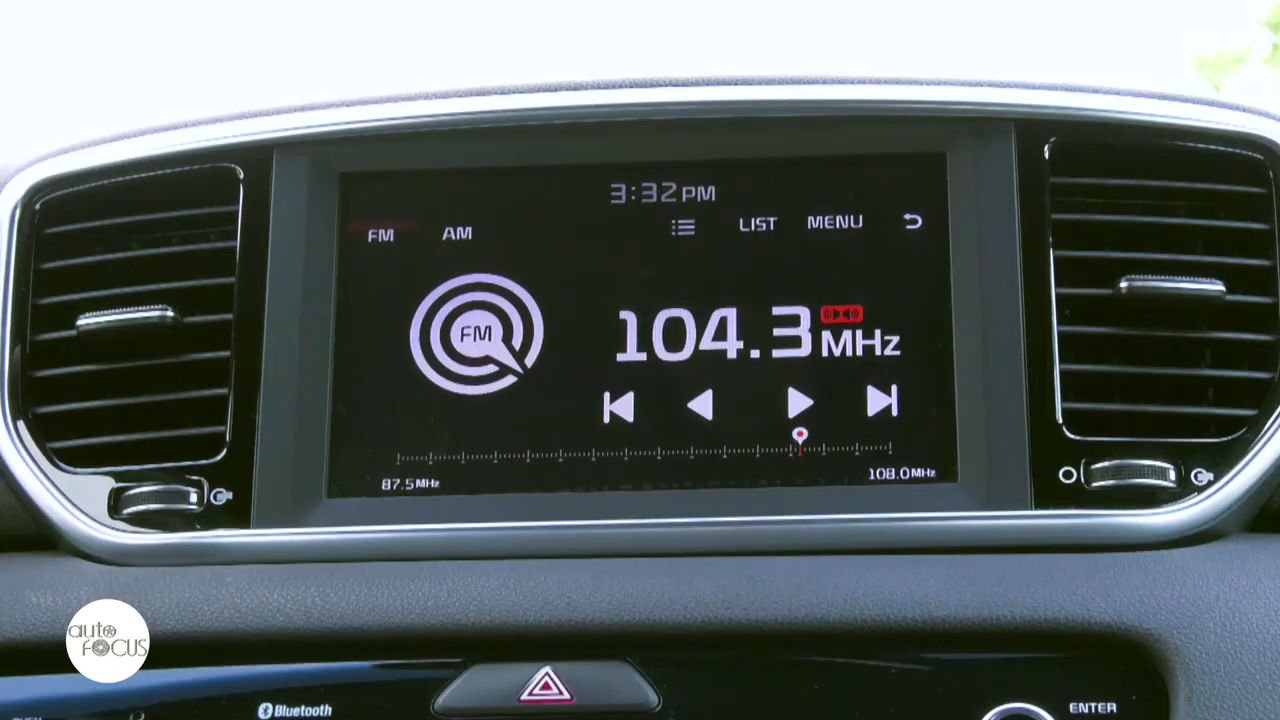 3:32 PM
FM AM LIST MENU
FM
104.3 MHz
87.5 MHz 108.0 MHz
auto
FOCUS
Bluetooth
ENTER